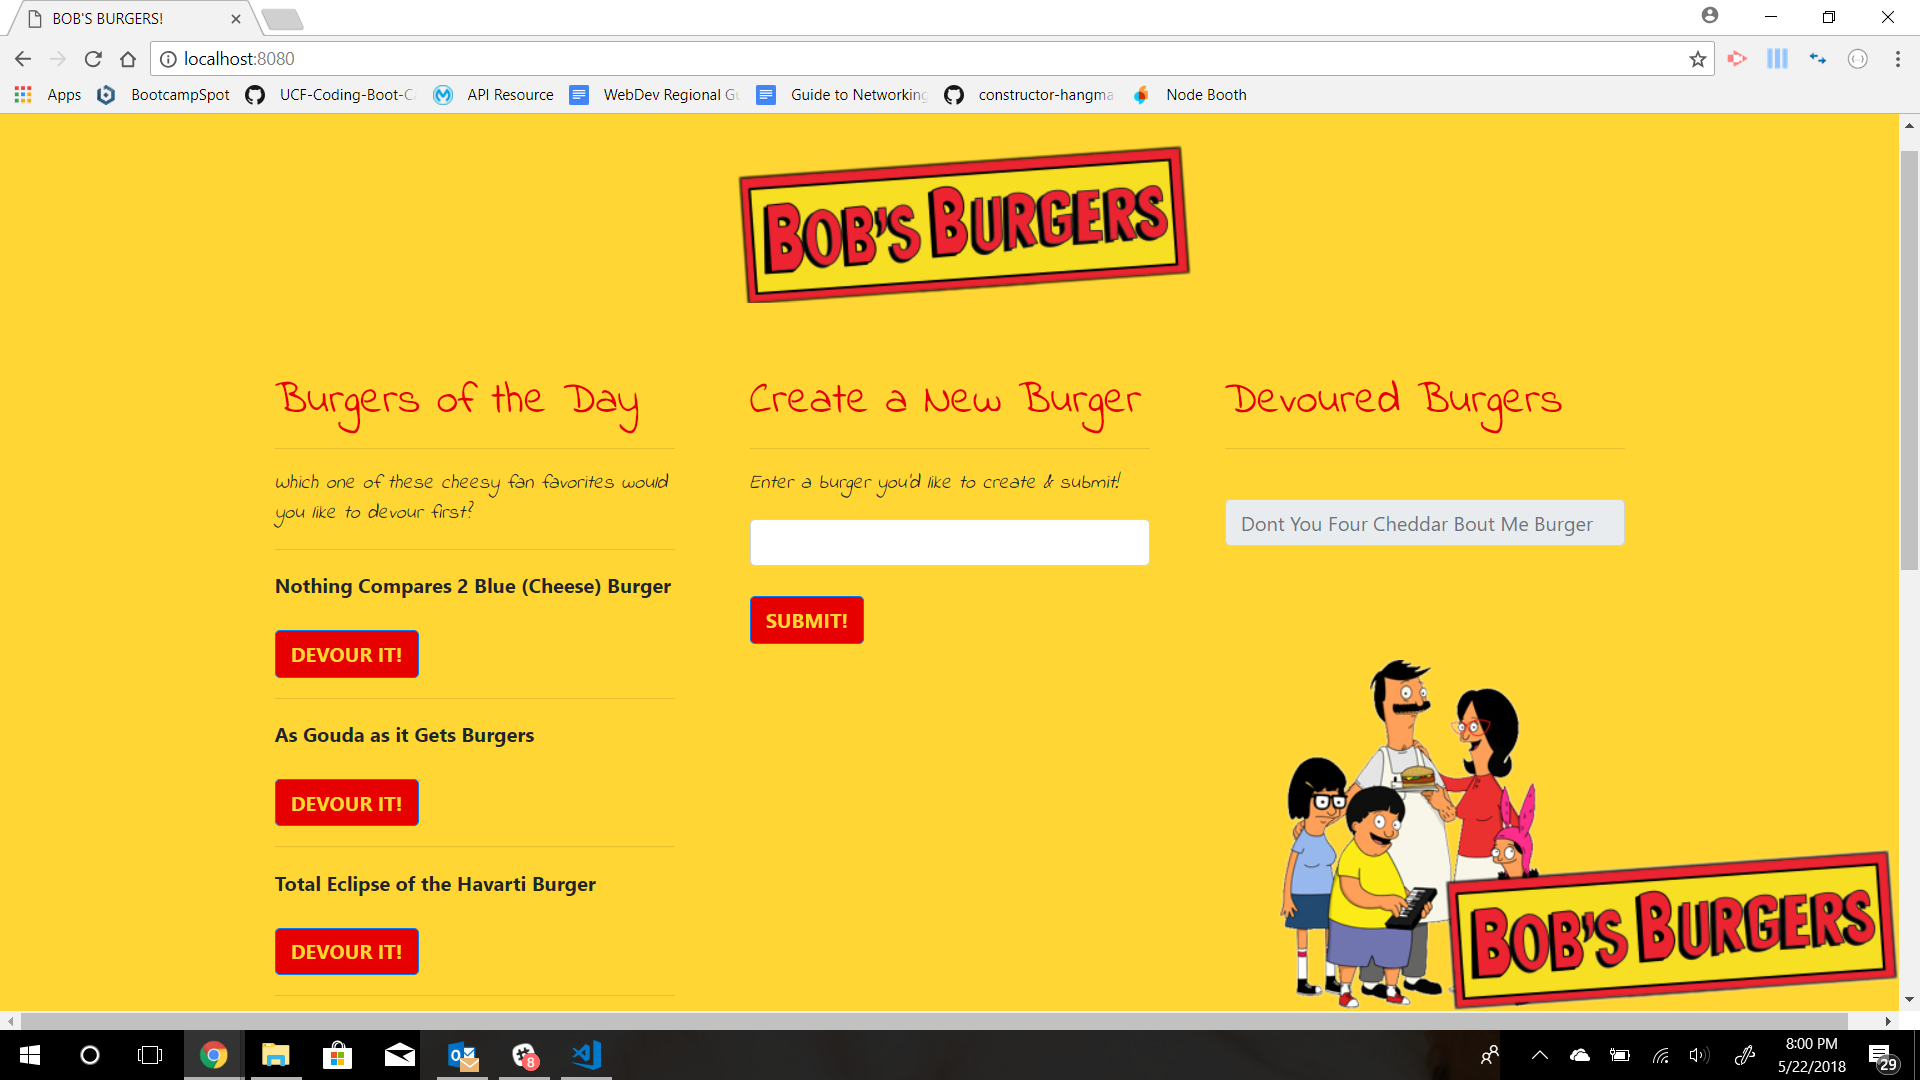 BOB'S BURGERS!
localhost:8080
Apps BootcampSpot UCF-Coding-Boot-C API Resource WebDev Regional G Guide to Networking constructor-hangma Node Booth
BOB'S BURGERS
Burgers of the Day
Which one of these cheesy fan favorites would
you like to devour first?
Nothing Compares 2 Blue (Cheese) Burger
DEVOUR IT!
As Gouda as it Gets Burgers
DEVOUR IT!
Total Eclipse of the Havarti Burger
DEVOUR IT!
Create a New Burger
Enter a burger you'd like to create & submit!
SUBMIT!
Devoured Burgers
Dont You Four Cheddar Bout Me Burger
BOB'S BURGERS
8
8:00 PM
5/22/2018
29